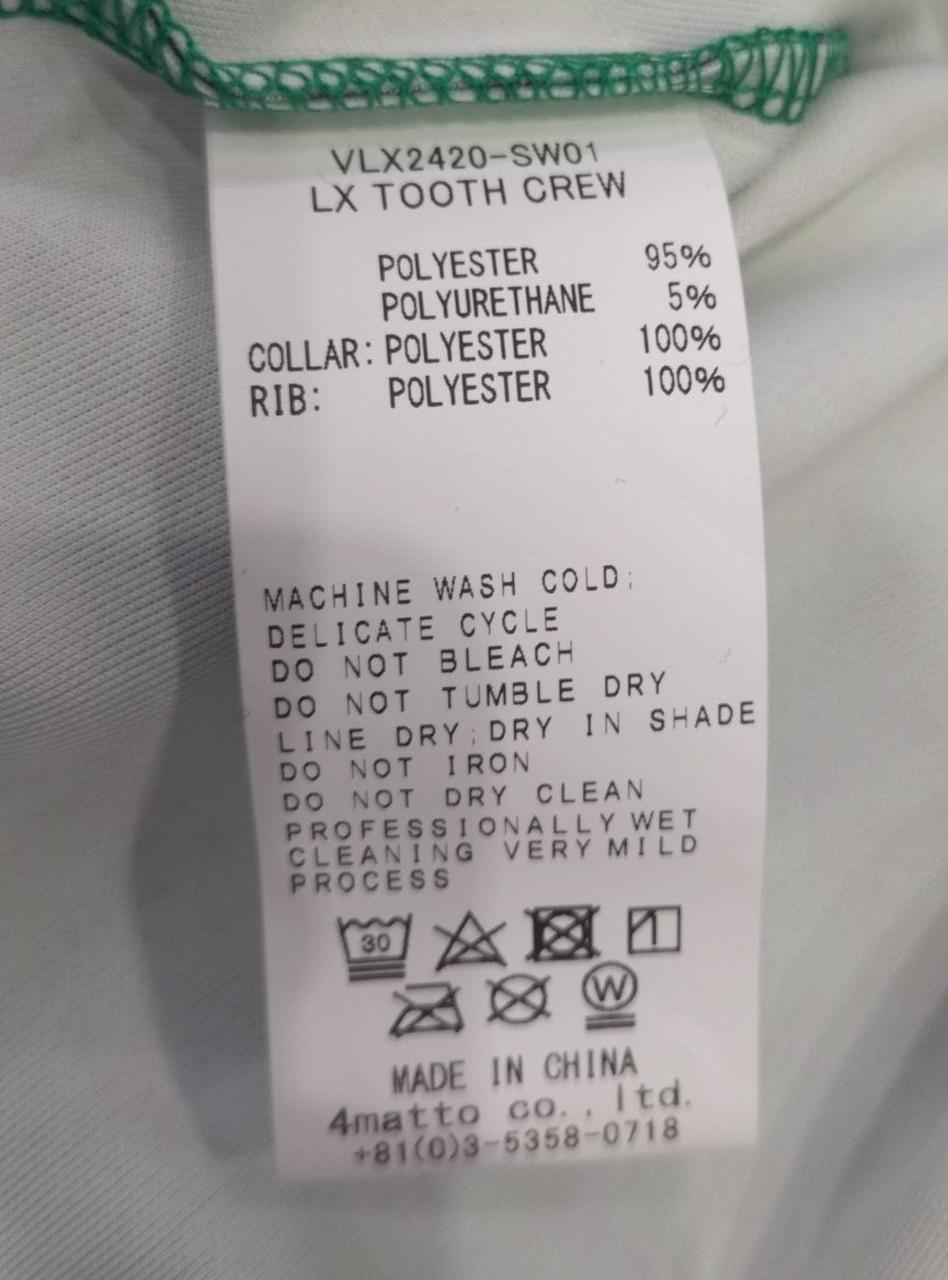 VLX2420-SW01
LX TOOTH CREW
POLYESTER 95%
POLYURETHANE 5%
COLLAR: POLYESTER 100%
RIB: POLYESTER 100%
MACHINE WASH COLD;
DELICATE CYCLE
DO NOT BLEACH
DO NOT TUMBLE DRY
LINE DRY;DRY IN SHADE
DO NOT IRON
DO NOT DRY CLEAN
PROFESSIONALLY WET
CLEANING VERY MILD
PROCESS
30
W
MADE IN CHINA
4matto co., ltd.
+81(0)3-5358-0718